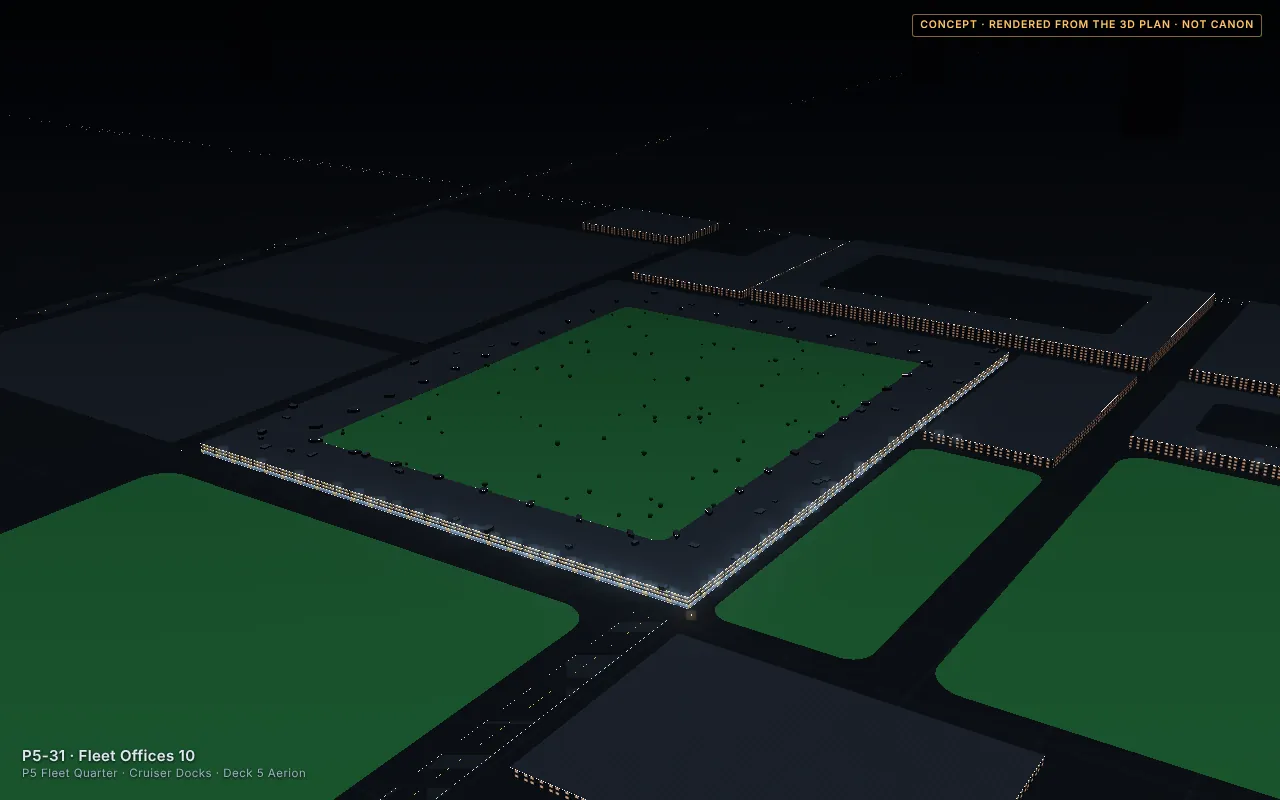 CONCEPT · RENDERED FROM THE 3D PLAN · NOT CANON
P5-31 · Fleet Offices 10
P5 Fleet Quarter · Cruiser Docks · Deck 5 Aerion